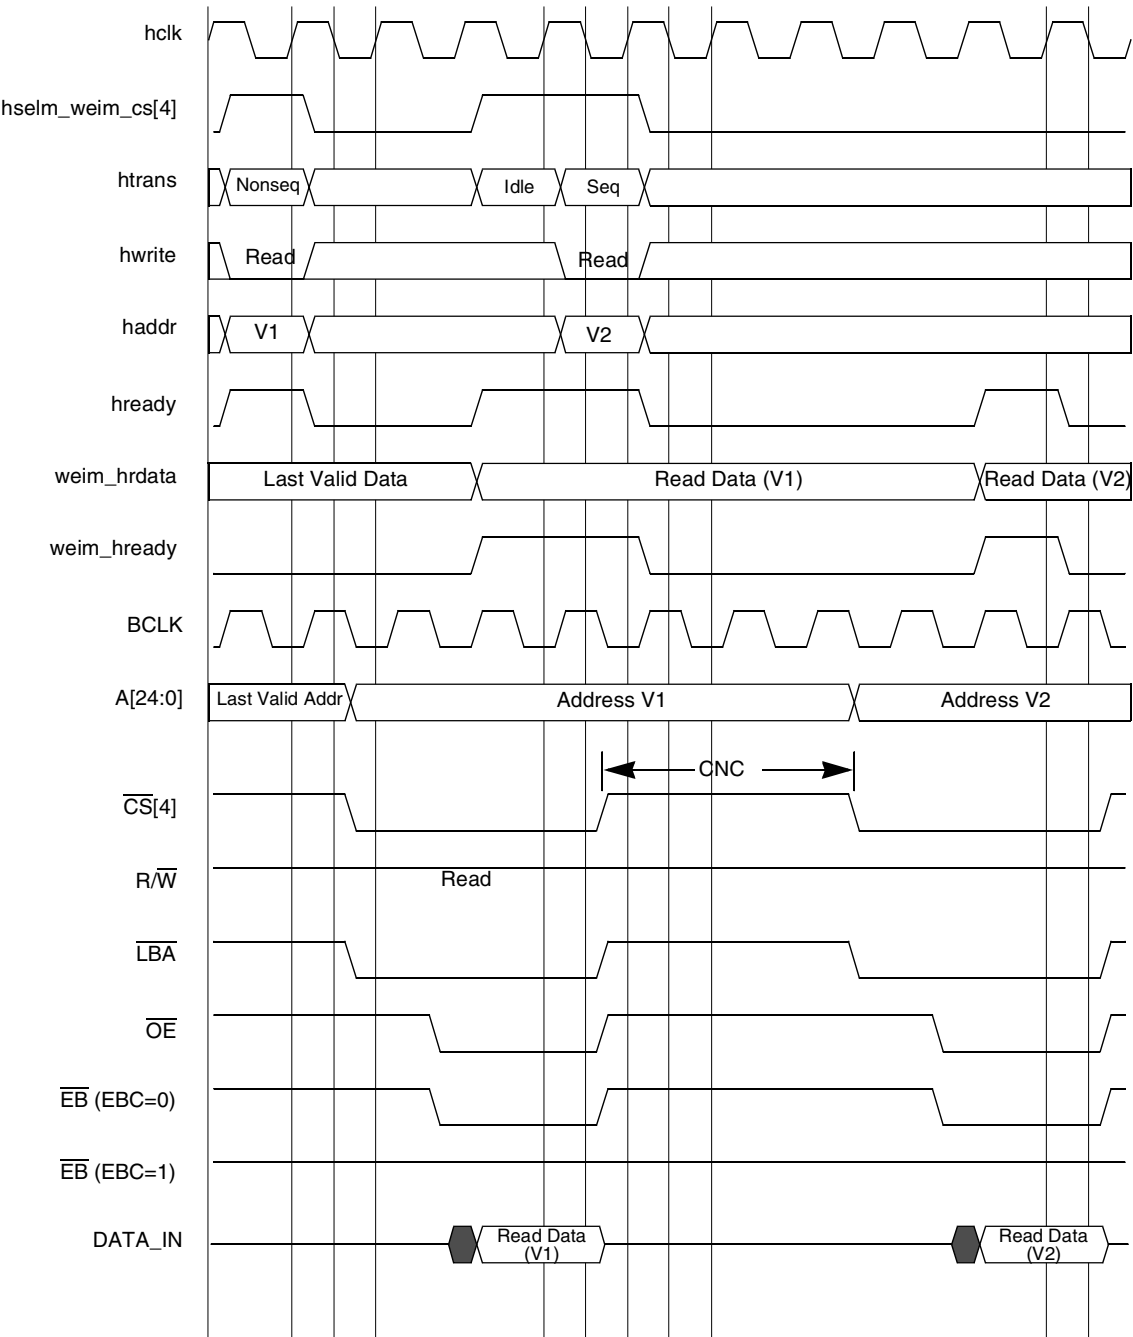 hclk
hselm_weim_cs[4]
htrans Nonseq Idle Seq
hwrite Read Read
haddr V1 V2
hready
weim_hrdata Last Valid Data Read Data (V1) Read Data (V2)
weim_hready
BCLK
A[24:0] Last Valid Addr Address V1 Address V2
CNC
CS[4]
R/W Read
LBA
OE
EB (EBC=0)
EB (EBC=1)
DATA_IN Read Data (V1) Read Data (V2)